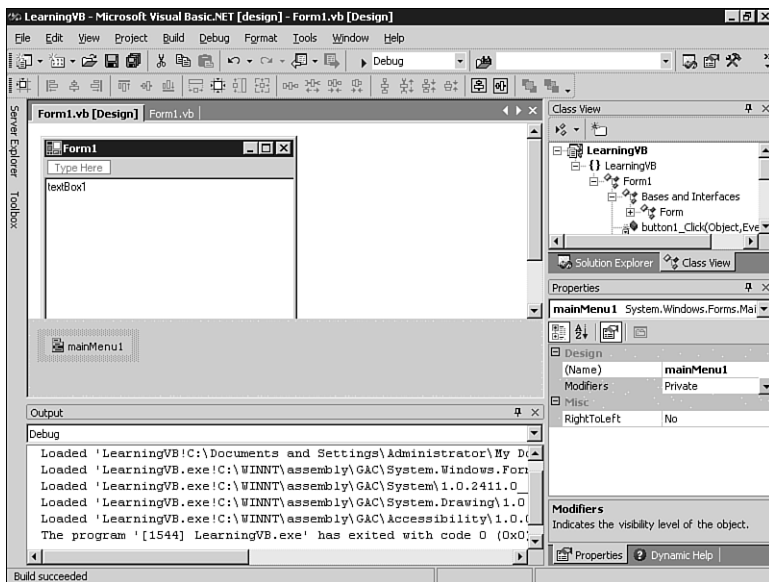 LearningVB - Microsoft Visual Basic.NET [design] - Form1.vb [Design]
File Edit View Project Build Debug Format Tools Window Help
Debug
Form1.vb [Design] Form1.vb
Server Explorer
Toolbox
Form1
Type Here
textBox1
mainMenu1
Class View
LearningVB
{} LearningVB
Form1
Bases and Interfaces
Form
button1_Click(Object,Eve
Solution Explorer Class View
Properties
mainMenu1 System.Windows.Forms.Mai
Design
(Name) mainMenu1
Modifiers Private
Misc
RightToLeft No
Modifiers
Indicates the visibility level of the object.
Properties Dynamic Help
Output
Debug
Loaded 'LearningVB!C:\Documents and Settings\Administrator\My Do
Loaded 'LearningVB.exe!C:\WINNT\assembly\GAC\System.Windows.For
Loaded 'LearningVB.exe!C:\WINNT\assembly\GAC\System\1.0.2411.0_
Loaded 'LearningVB.exe!C:\WINNT\assembly\GAC\System.Drawing\1.0
Loaded 'LearningVB.exe!C:\WINNT\assembly\GAC\Accessibility\1.0.
The program '[1544] LearningVB.exe' has exited with code 0 (0x0)
Build succeeded